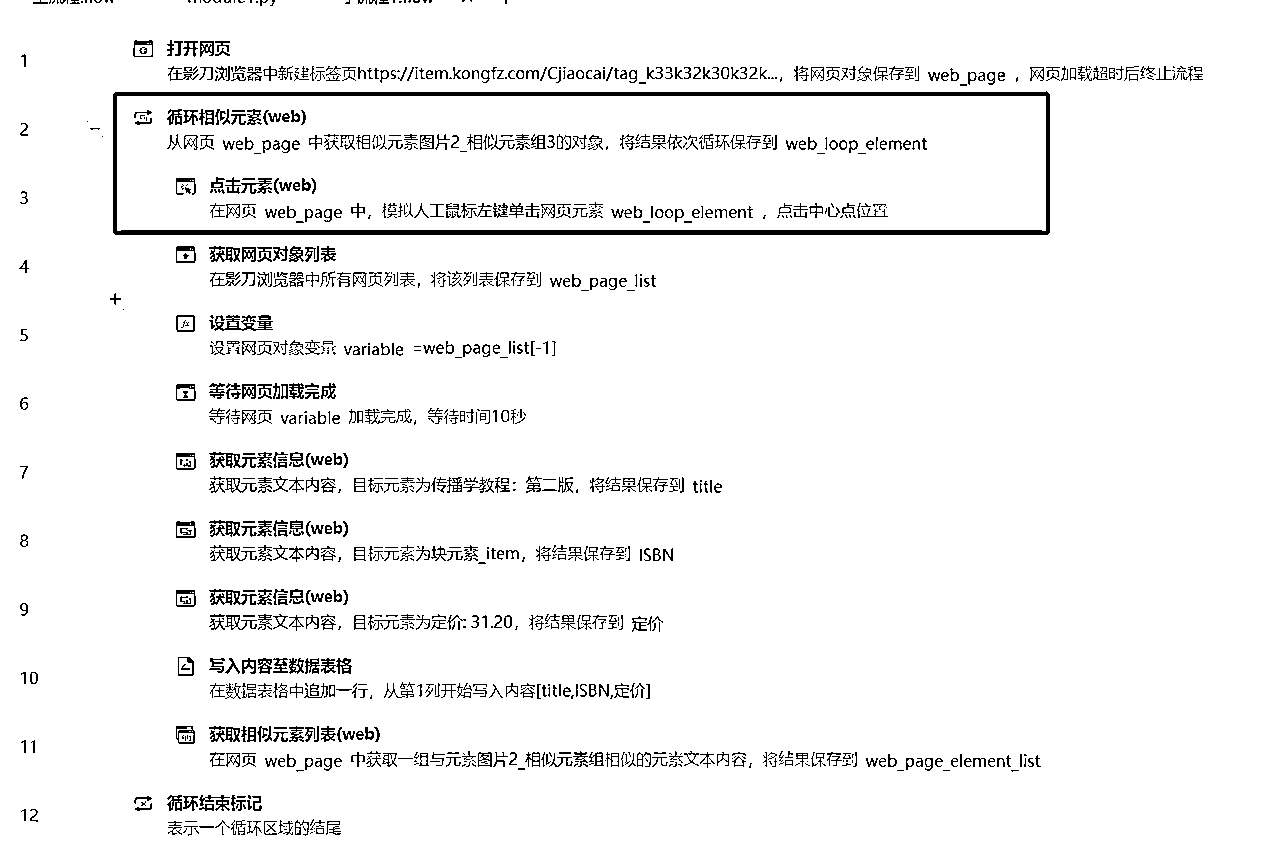 1
打开网页
在影刀浏览器中新建标签页https://item.kongfz.com/Cjiaocai/tag_k33k32k30k32k...，将网页对象保存到 web_page ，网页加载超时后终止流程
2
循环相似元素(web)
从网页 web_page 中获取相似元素图片2_相似元素组3的对象，将结果依次循环保存到 web_loop_element
3
点击元素(web)
在网页 web_page 中，模拟人工鼠标左键单击网页元素 web_loop_element ，点击中心点位置
4
获取网页对象列表
在影刀浏览器中所有网页列表，将该列表保存到 web_page_list
5
设置变量
设置网页对象变量 variable =web_page_list[-1]
6
等待网页加载完成
等待网页 variable 加载完成，等待时间10秒
7
获取元素信息(web)
获取元素文本内容，目标元素为传播学教程：第二版，将结果保存到 title
8
获取元素信息(web)
获取元素文本内容，目标元素为块元素_item，将结果保存到 ISBN
9
获取元素信息(web)
获取元素文本内容，目标元素为定价: 31.20，将结果保存到 定价
10
写入内容至数据表格
在数据表格中追加一行，从第1列开始写入内容[title,ISBN,定价]
11
获取相似元素列表(web)
在网页 web_page 中获取一组与元素图片2_相似元素组相似的元素文本内容，将结果保存到 web_page_element_list
12
循环结束标记
表示一个循环区域的结尾